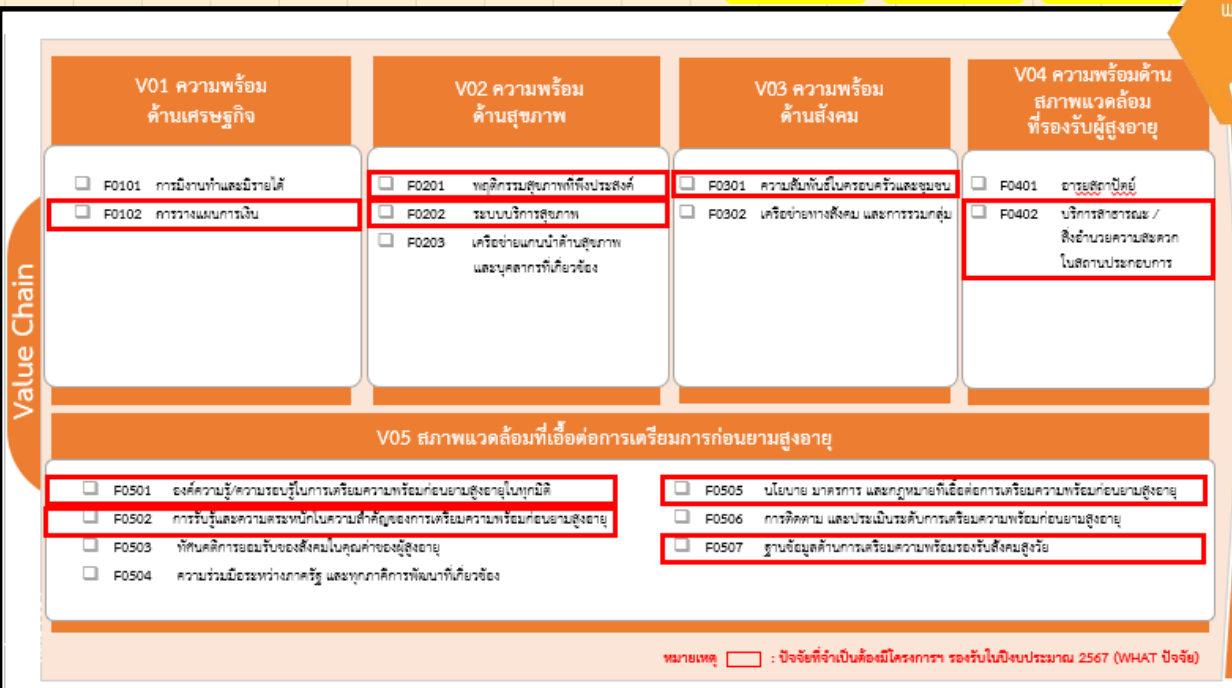 V01 ความพร้อม
ด้านเศรษฐกิจ
V02 ความพร้อม
ด้านสุขภาพ
V03 ความพร้อม
ด้านสังคม
V04 ความพร้อมด้าน
สภาพแวดล้อม
ที่รองรับผู้สูงอายุ
F0101 การมีงานทำและมีรายได้
F0102 การวางแผนการเงิน
F0201 พฤติกรรมสุขภาพที่พึงประสงค์
F0202 ระบบบริการสุขภาพ
F0203 เครือข่ายแกนนำด้านสุขภาพ
และบุคลากรที่เกี่ยวข้อง
F0301 ความสัมพันธ์ในครอบครัวและชุมชน
F0302 เครือข่ายทางสังคม และการรวมกลุ่ม
F0401 อารยสถาปัตย์
F0402 บริการสาธารณะ /
สิ่งอำนวยความสะดวก
ในสถานประกอบการ
Value Chain
V05 สภาพแวดล้อมที่เอื้อต่อการเตรียมการก่อนยามสูงอายุ
F0501 องค์ความรู้/ความรอบรู้ในการเตรียมความพร้อมก่อนยามสูงอายุในทุกมิติ
F0502 การรับรู้และความตระหนักในความสำคัญของการเตรียมความพร้อมก่อนยามสูงอายุ
F0503 ทัศนคติการยอมรับของสังคมในคุณค่าของผู้สูงอายุ
F0504 ความร่วมมือระหว่างภาครัฐ และทุกภาคีการพัฒนาที่เกี่ยวข้อง
F0505 นโยบาย มาตรการ และกฎหมายที่เอื้อต่อการเตรียมความพร้อมก่อนยามสูงอายุ
F0506 การติดตาม และประเมินระดับการเตรียมความพร้อมก่อนยามสูงอายุ
F0507 ฐานข้อมูลด้านการเตรียมความพร้อมรองรับสังคมสูงวัย
หมายเหตุ : ปัจจัยที่จำเป็นต้องมีโครงการฯ รองรับในปีงบประมาณ 2567 (WHAT ปัจจัย)